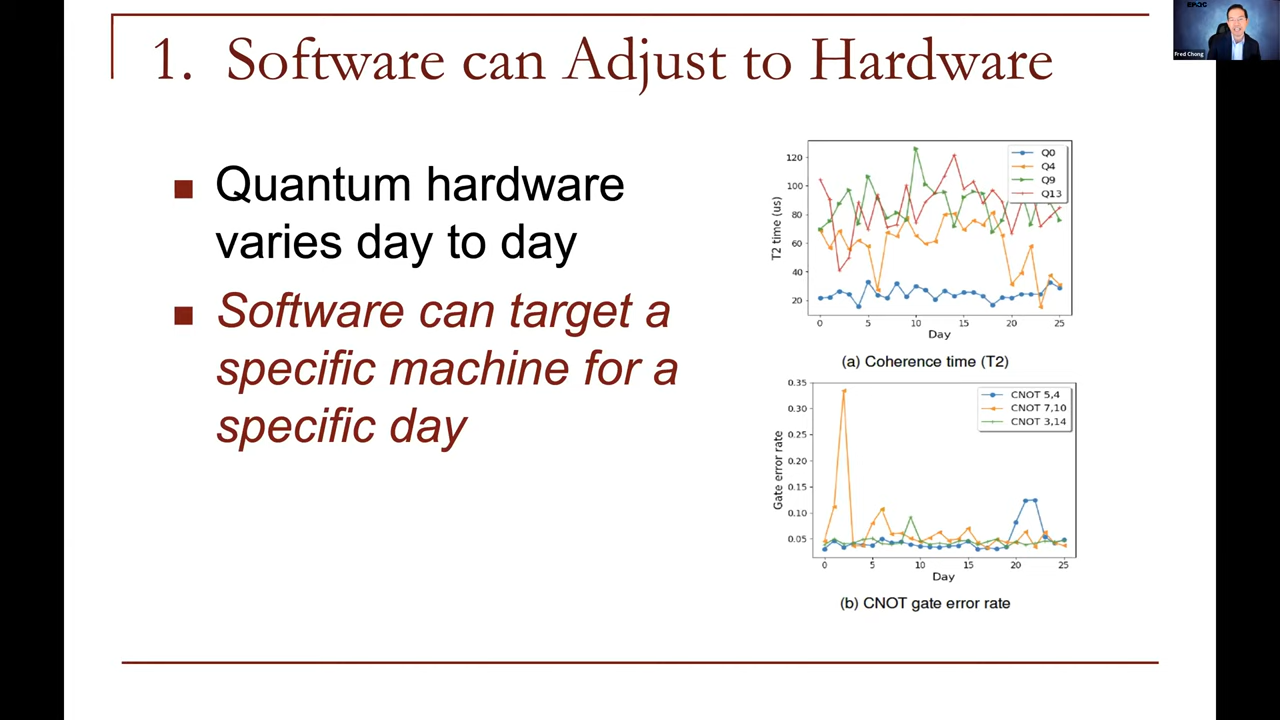 EPiQC
Fred Chong
1. Software can Adjust to Hardware
■ Quantum hardware
varies day to day
■ Software can target a
specific machine for a
specific day
120
100
80
60
40
20
T2 time (us)
Q0
Q4
Q9
Q13
0 5 10 15 20 25
Day
(a) Coherence time (T2)
0.35
0.30
0.25
0.20
0.15
0.10
0.05
Gate error rate
CNOT 5,4
CNOT 7,10
CNOT 3,14
0 5 10 15 20 25
Day
(b) CNOT gate error rate